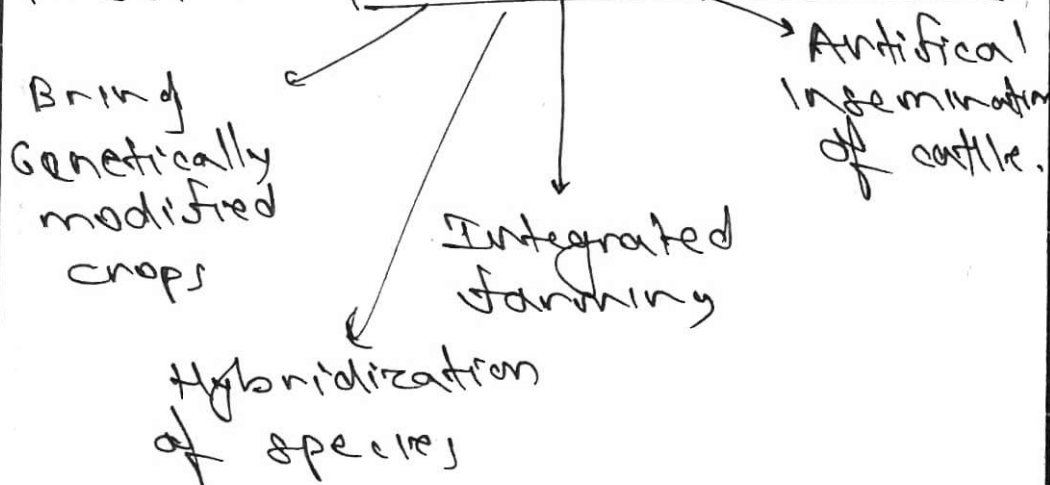 Bring
Genetically
modified
crops
Hybridization
of species
Integrated
farming
Artifical
Insemination
of cattle.